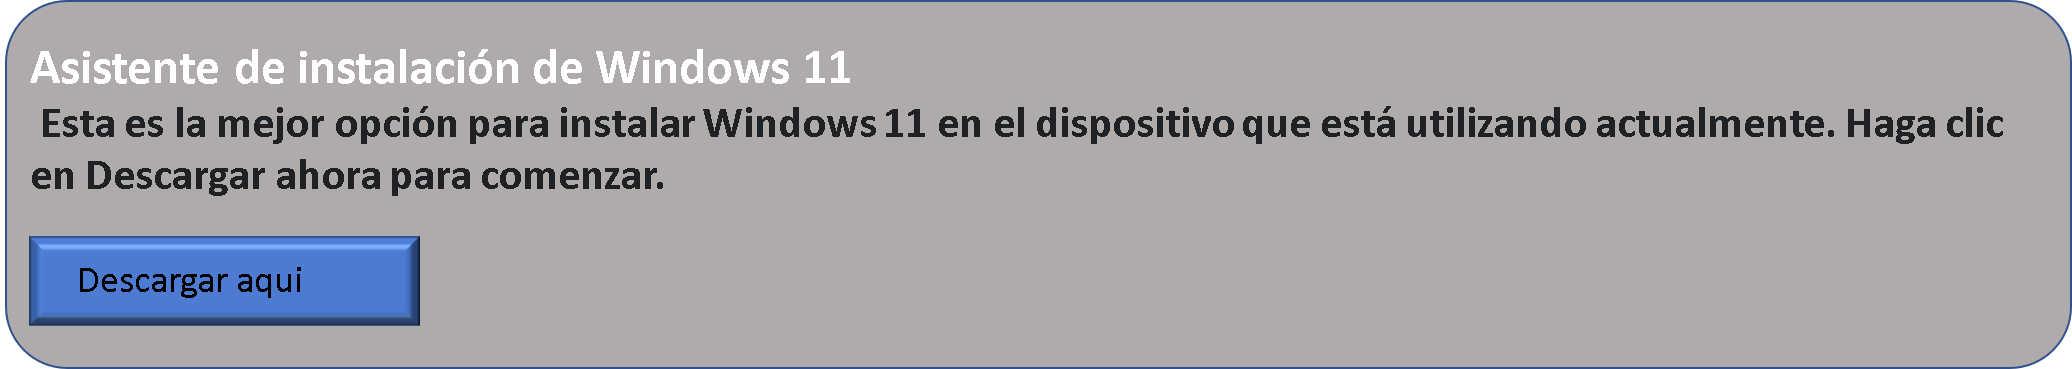 Asistente de instalación de Windows 11
Esta es la mejor opción para instalar Windows 11 en el dispositivo que está utilizando actualmente. Haga clic
en Descargar ahora para comenzar.
Descargar aqui